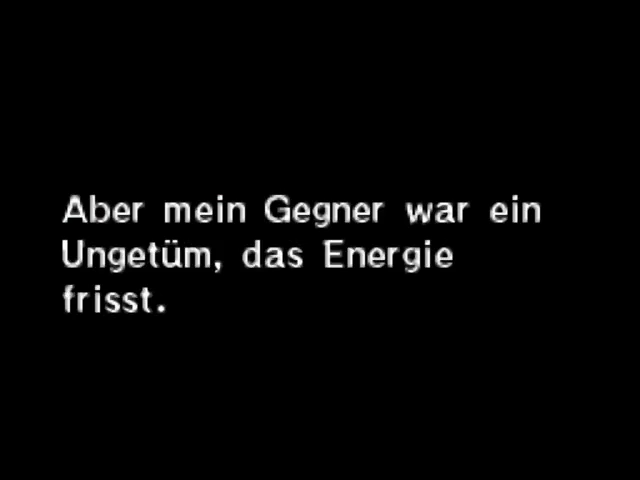 Aber mein Gegner war ein
Ungetüm, das Energie
frisst.